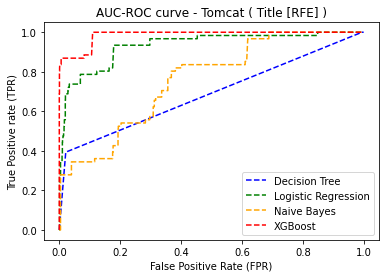 AUC-ROC curve - Tomcat ( Title [RFE] )
True Positive rate (TPR)
1.0
0.8
0.6
0.4
0.2
0.0
Decision Tree
Logistic Regression
Naive Bayes
XGBoost
0.0 0.2 0.4 0.6 0.8 1.0
False Positive Rate (FPR)